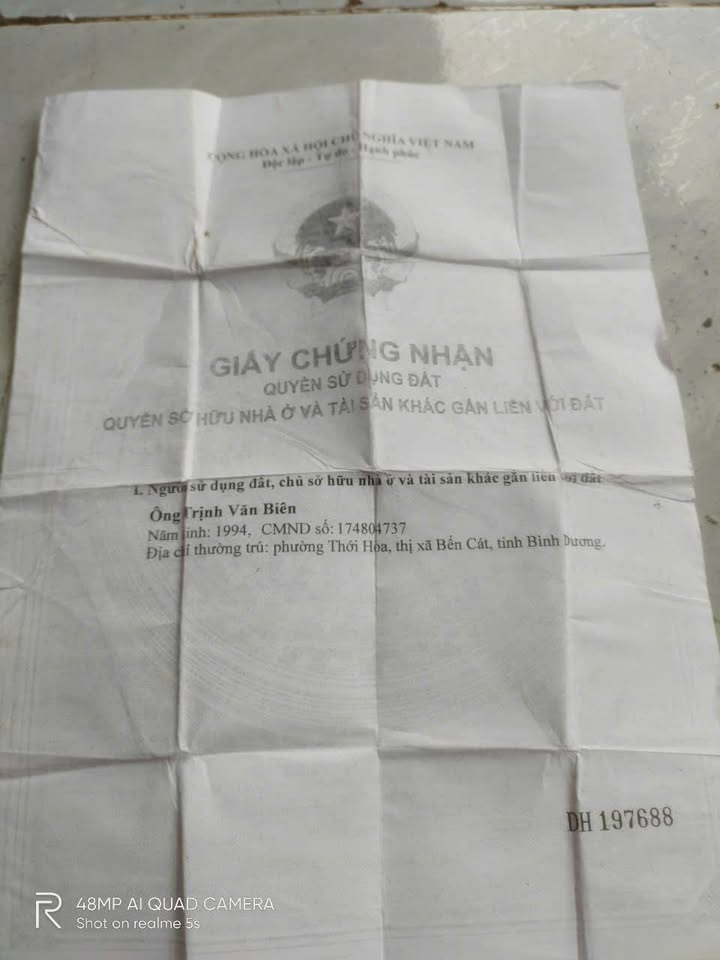 CỘNG HÒA XÃ HỘI CHỦ NGHĨA VIỆT NAM
Độc lập - Tự do - Hạnh phúc
GIẤY CHỨNG NHẬN
QUYỀN SỬ DỤNG ĐẤT
QUYỀN SỞ HỮU NHÀ Ở VÀ TÀI SẢN KHÁC GẮN LIỀN VỚI ĐẤT
I. Người sử dụng đất, chủ sở hữu nhà ở và tài sản khác gắn liền với đất
Ông Trịnh Văn Biên
Năm sinh: 1994, CMND số: 174804737
Địa chỉ thường trú: phường Thới Hòa, thị xã Bến Cát, tỉnh Bình Dương.
DH 197688
R 48MP AI QUAD CAMERA
Shot on realme 5s